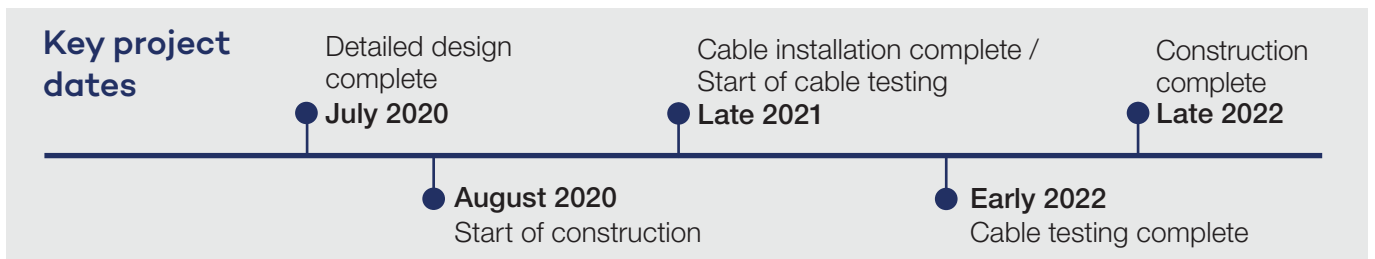 Key project
dates
Detailed design
complete
July 2020
August 2020
Start of construction
Cable installation complete /
Start of cable testing
Late 2021
Early 2022
Cable testing complete
Construction
complete
Late 2022